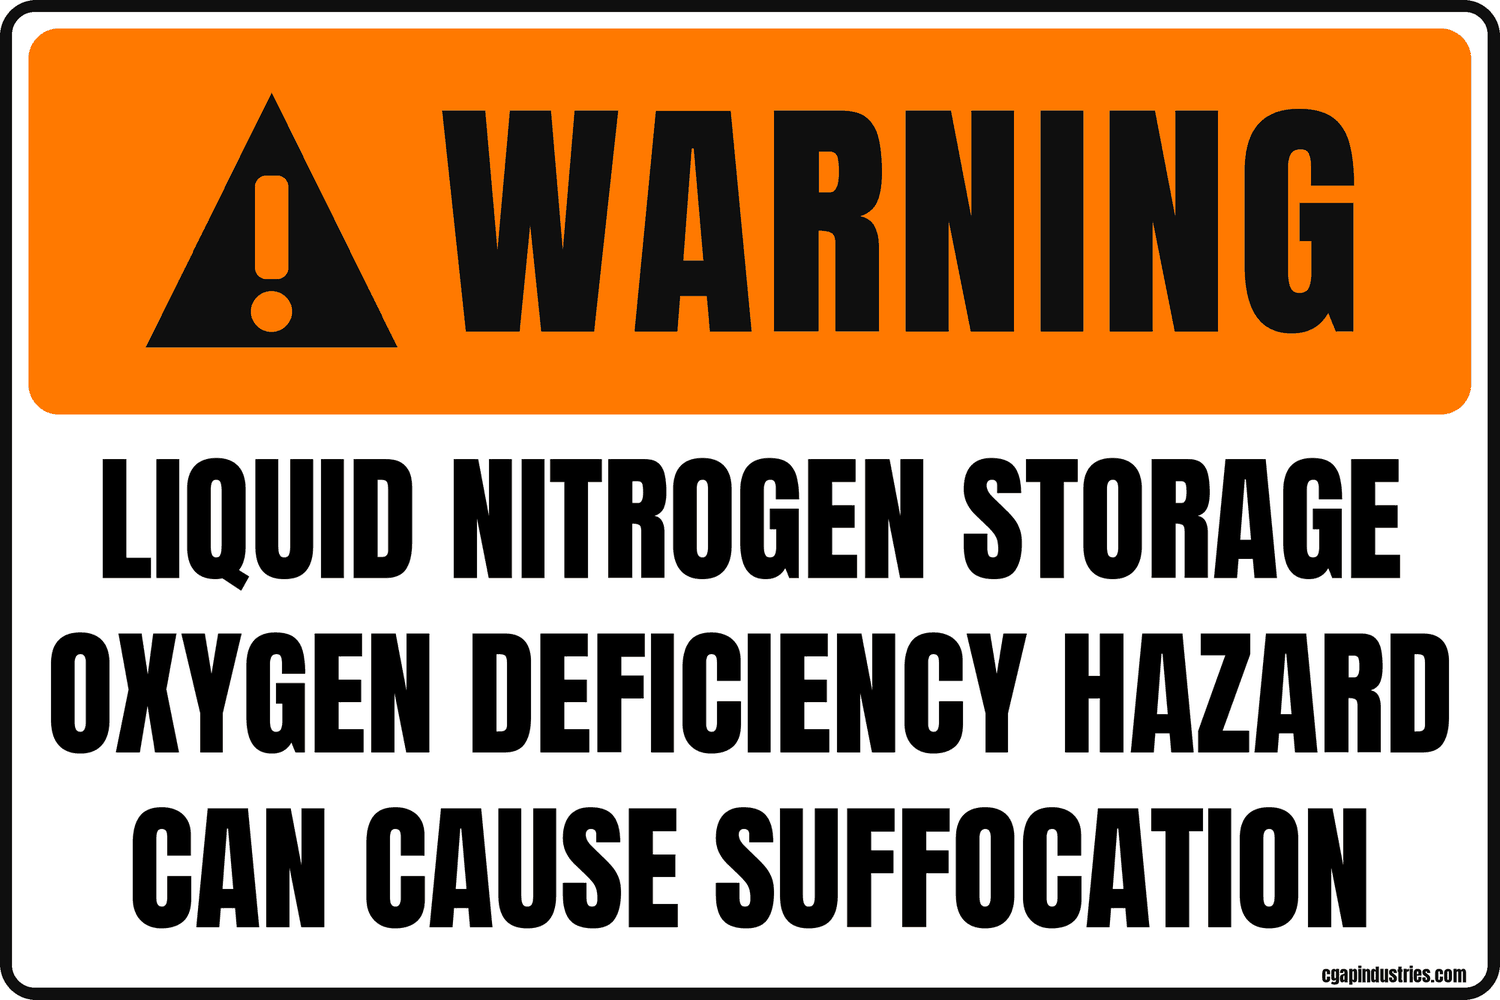 WARNING
LIQUID NITROGEN STORAGE
OXYGEN DEFICIENCY HAZARD
CAN CAUSE SUFFOCATION
cgapindustries.com